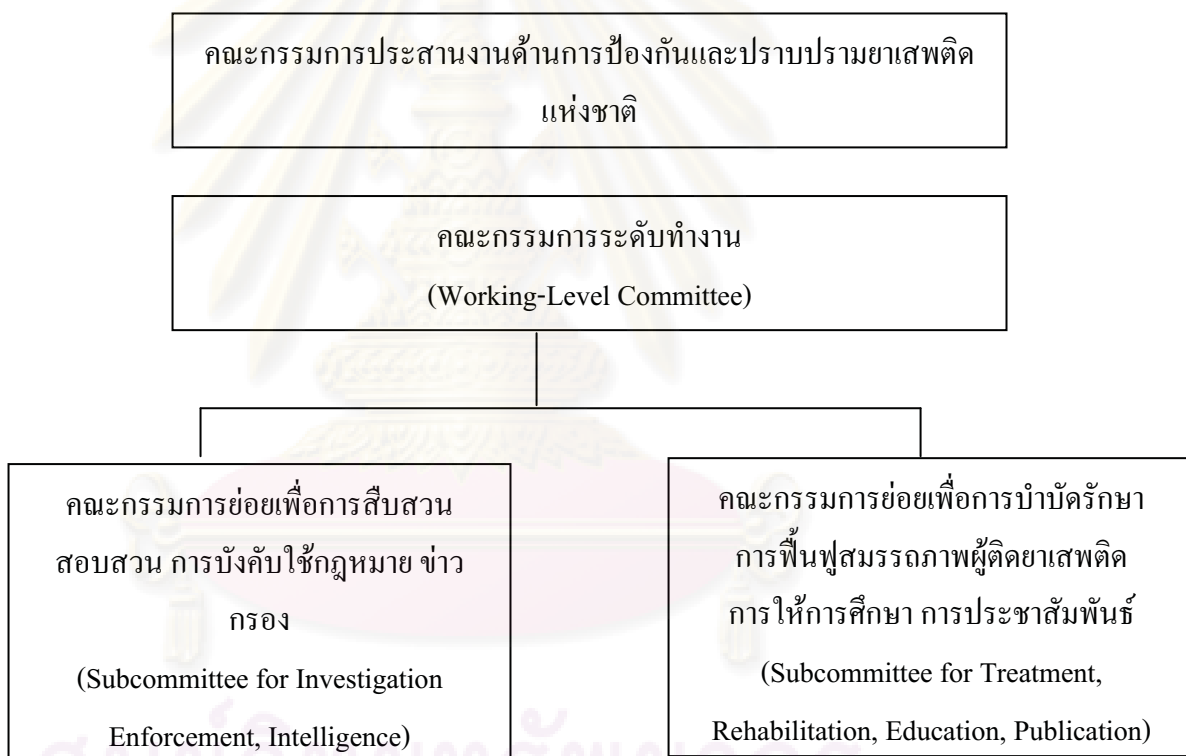 คณะกรรมการประสานงานด้านการป้องกันและปราบปรามยาเสพติด
แห่งชาติ
คณะกรรมการระดับทำงาน
(Working-Level Committee)
คณะกรรมการย่อยเพื่อการสืบสวน
สอบสวน การบังคับใช้กฎหมาย ข่าว
กรอง
(Subcommittee for Investigation
Enforcement, Intelligence)
คณะกรรมการย่อยเพื่อการบำบัดรักษา
การฟื้นฟูสมรรถภาพผู้ติดยาเสพติด
การให้การศึกษา การประชาสัมพันธ์
(Subcommittee for Treatment,
Rehabilitation, Education, Publication)